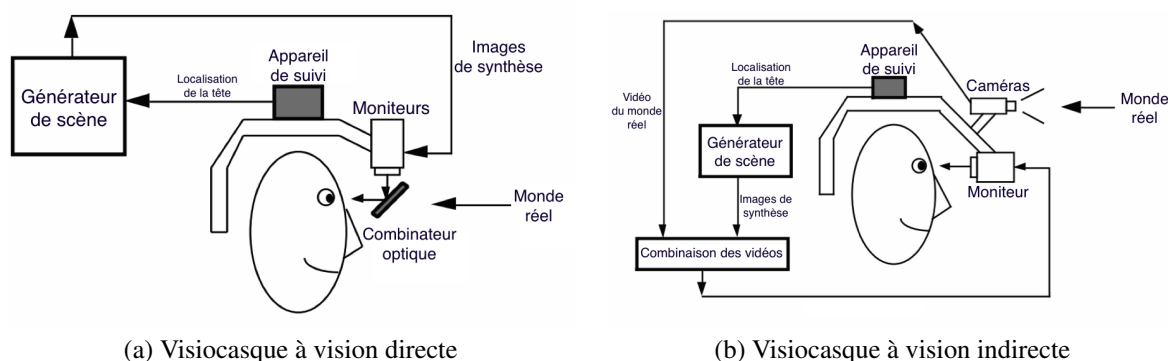 Images
de synthèse
Appareil
de suivi
Localisation
de la tête
Moniteurs
Générateur
de scène
Monde
réel
Combinateur
optique
(a) Visiocasque à vision directe
Appareil
de suivi
Localisation
de la tête
Caméras
Vidéo
du monde
réel
Monde
réel
Générateur
de scène
Moniteur
Images de
synthèse
Combinaison des vidéos
(b) Visiocasque à vision indirecte